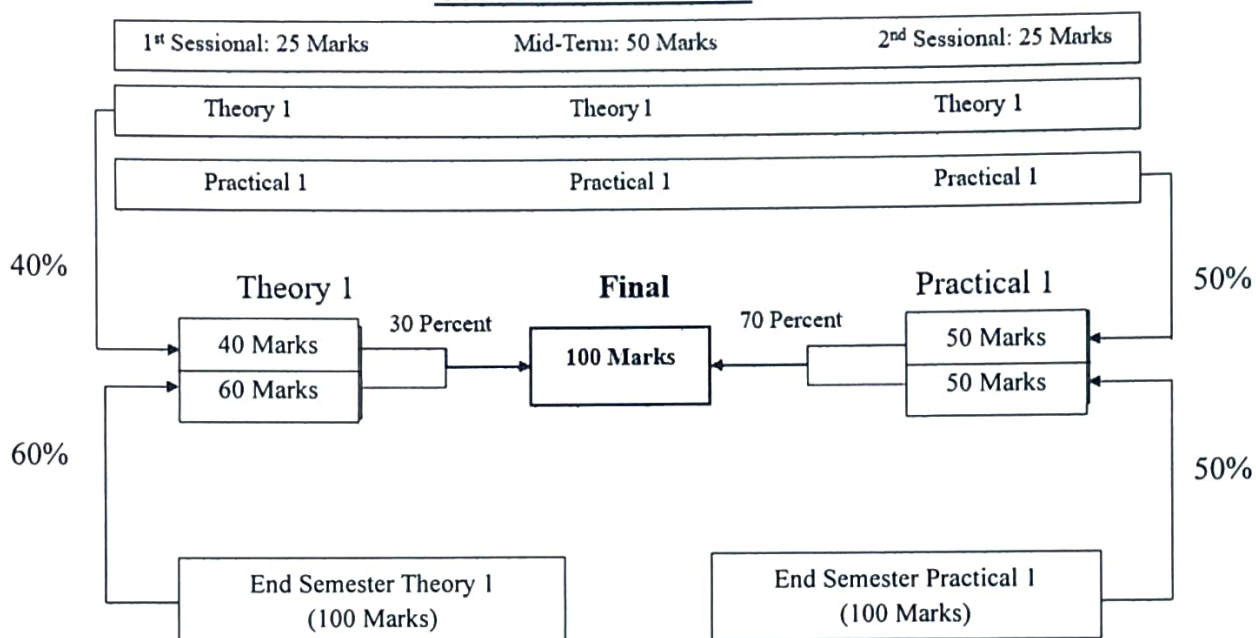 1st Sessional: 25 Marks Mid-Term: 50 Marks 2nd Sessional: 25 Marks
Theory 1 Theory 1 Theory 1
Practical 1 Practical 1 Practical 1
40%
50%
Theory 1 Final Practical 1
30 Percent 70 Percent
40 Marks 100 Marks 50 Marks
60 Marks 50 Marks
60%
50%
End Semester Theory 1 End Semester Practical 1
(100 Marks) (100 Marks)